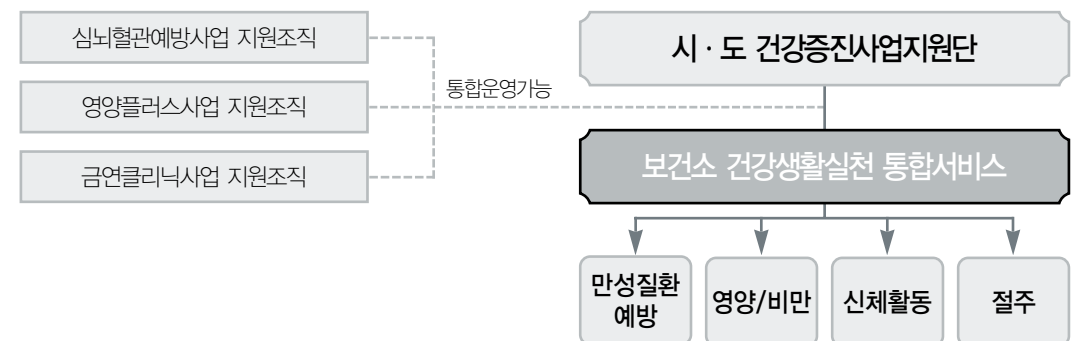 심뇌혈관예방사업 지원조직
영양플러스사업 지원조직
금연클리닉사업 지원조직
통합운영가능
시·도 건강증진사업지원단
보건소 건강생활실천 통합서비스
만성질환
예방
영양/비만
신체활동
절주